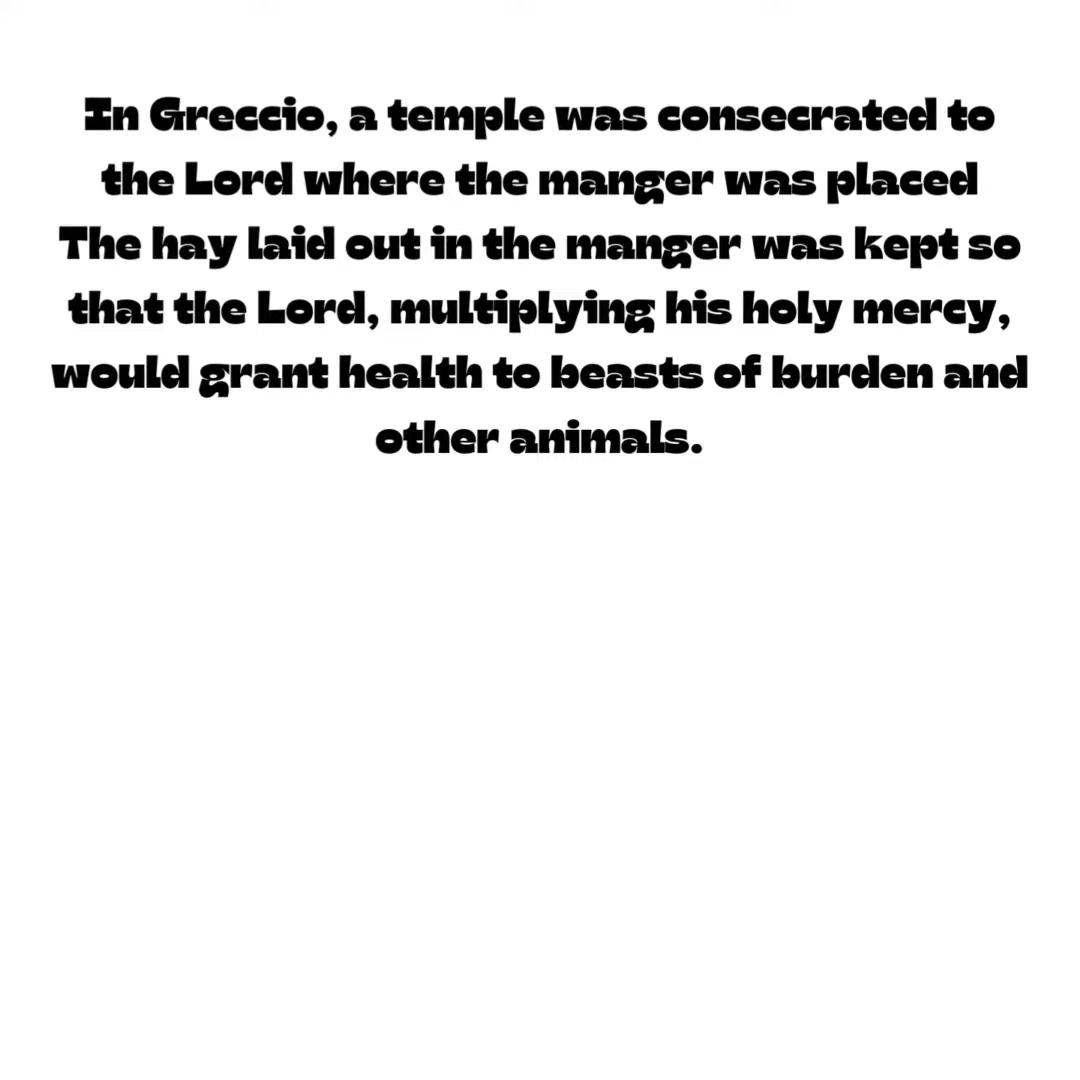 In Greccio, a temple was consecrated to
the Lord where the manger was placed
The hay laid out in the manger was kept so
that the Lord, multiplying his holy mercy,
would grant health to beasts of burden and
other animals.